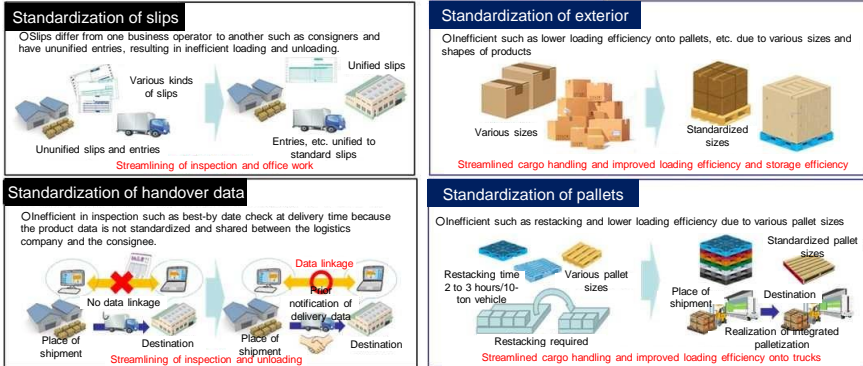 Standardization of slips
〇Slips differ from one business operator to another such as consigners and
have ununified entries, resulting in inefficient loading and unloading.
Various kinds
of slips
Unified slips
Ununified slips and entries
Entries, etc. unified to
standard slips
Streamlining of inspection and office work
Standardization of exterior
〇Inefficient such as lower loading efficiency onto pallets, etc. due to various sizes and
shapes of products
Various sizes
Standardized
sizes
Streamlined cargo handling and improved loading efficiency and storage efficiency
Standardization of handover data
〇Inefficient in inspection such as best-by date check at delivery time because
the product data is not standardized and shared between the logistics
company and the consignee.
No data linkage
Place of
shipment
Destination
Data linkage
Prior
notification of
delivery data
Place of
shipment
Destination
Streamlining of inspection and unloading
Standardization of pallets
〇Inefficient such as restacking and lower loading efficiency due to various pallet sizes
Restacking time
2 to 3 hours/10-
ton vehicle
Various pallet
sizes
Restacking required
Standardized pallet
sizes
Place of
shipment
Destination
Realization of integrated
palletization
Streamlined cargo handling and improved loading efficiency onto trucks